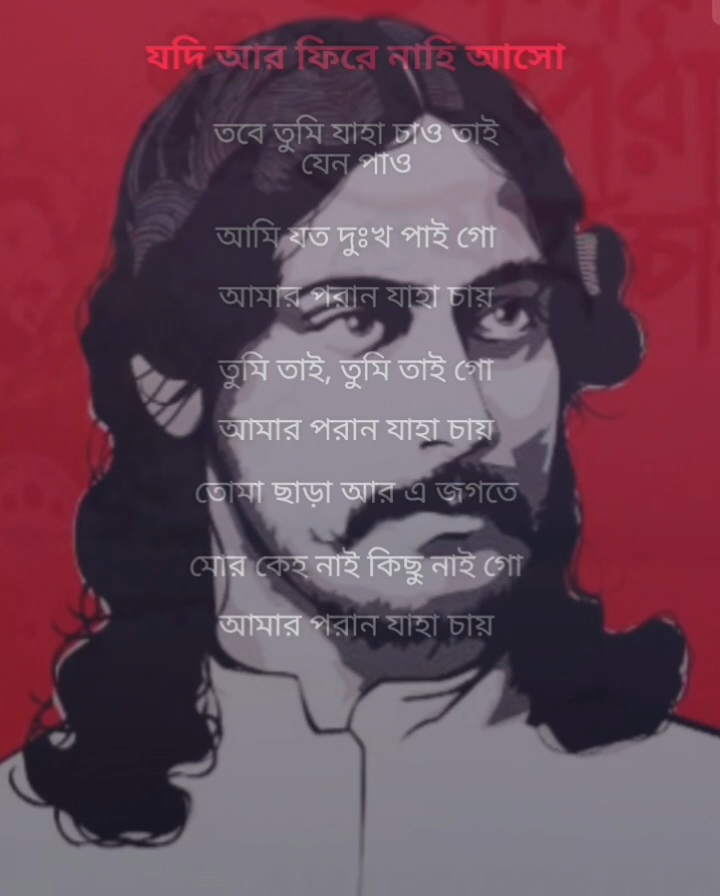 যদি আর ফিরে নাহি আসো
তবে তুমি যাহা চাও তাই
যেন পাও
আমি যত দুঃখ পাই গো
আমার পরান যাহা চায়
তুমি তাই, তুমি তাই গো
আমার পরান যাহা চায়
তোমা ছাড়া আর এ জগতে
মোর কেহ নাই কিছু নাই গো
আমার পরান যাহা চায়